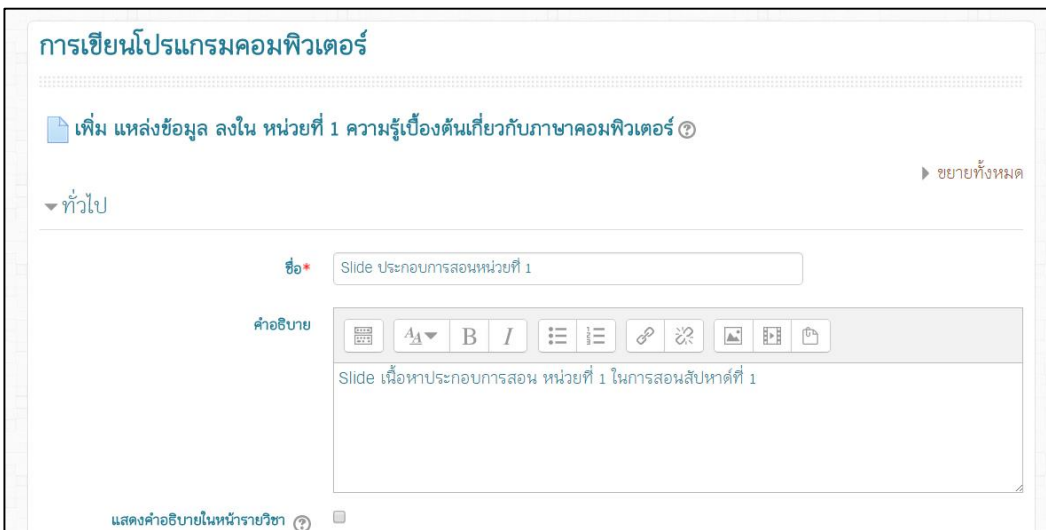 การเขียนโปรแกรมคอมพิวเตอร์
เพิ่ม แหล่งข้อมูล ลงใน หน่วยที่ 1 ความรู้เบื้องต้นเกี่ยวกับภาษาคอมพิวเตอร์
ขยายทั้งหมด
ทั่วไป
ชื่อ* Slide ประกอบการสอนหน่วยที่ 1
คำอธิบาย
Slide เนื้อหาประกอบการสอน หน่วยที่ 1 ในการสอนสัปหาด์ที่ 1
แสดงคำอธิบายในหน้ารายวิชา